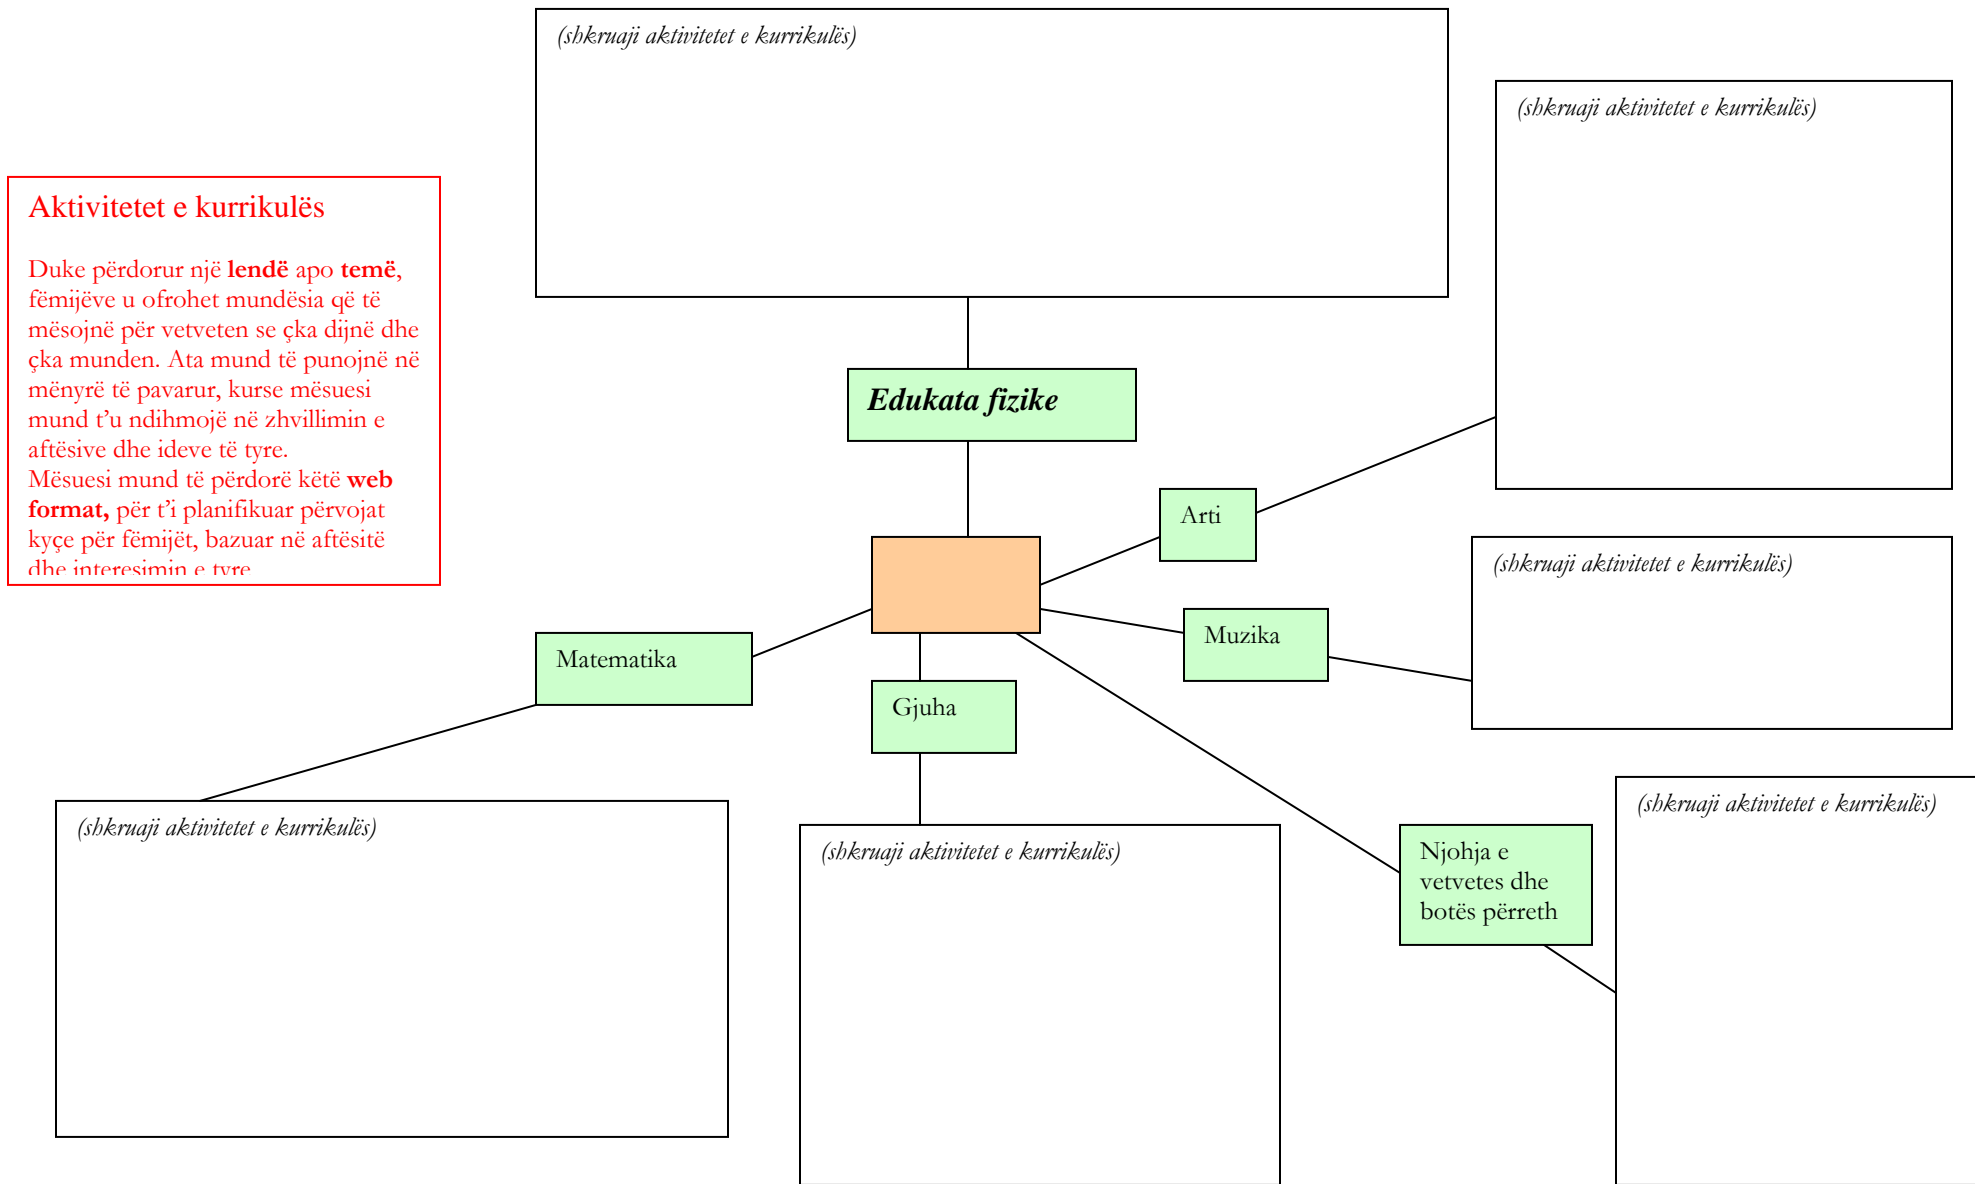 (shkruaji aktivitetet e kurrikulës)
(shkruaji aktivitetet e kurrikulës)
Aktivitetet e kurrikulës
Duke përdorur një lendë apo temë,
fëmijëve u ofrohet mundësia që të
mësojnë për vetveten se çka dijnë dhe
çka munden. Ata mund të punojnë në
mënyrë të pavarur, kurse mësuesi
mund t'u ndihmojë në zhvillimin e
aftësive dhe ideve të tyre.
Mësuesi mund të përdorë këtë web
format, për t'i planifikuar përvojat
kyçe për fëmijët, bazuar në aftësitë
dhe interesimin e tyre
Edukata fizike
Arti
(shkruaji aktivitetet e kurrikulës)
Muzika
Matematika
Gjuha
(shkruaji aktivitetet e kurrikulës)
(shkruaji aktivitetet e kurrikulës)
(shkruaji aktivitetet e kurrikulës)
Njohja e
vetvetes dhe
botës përreth